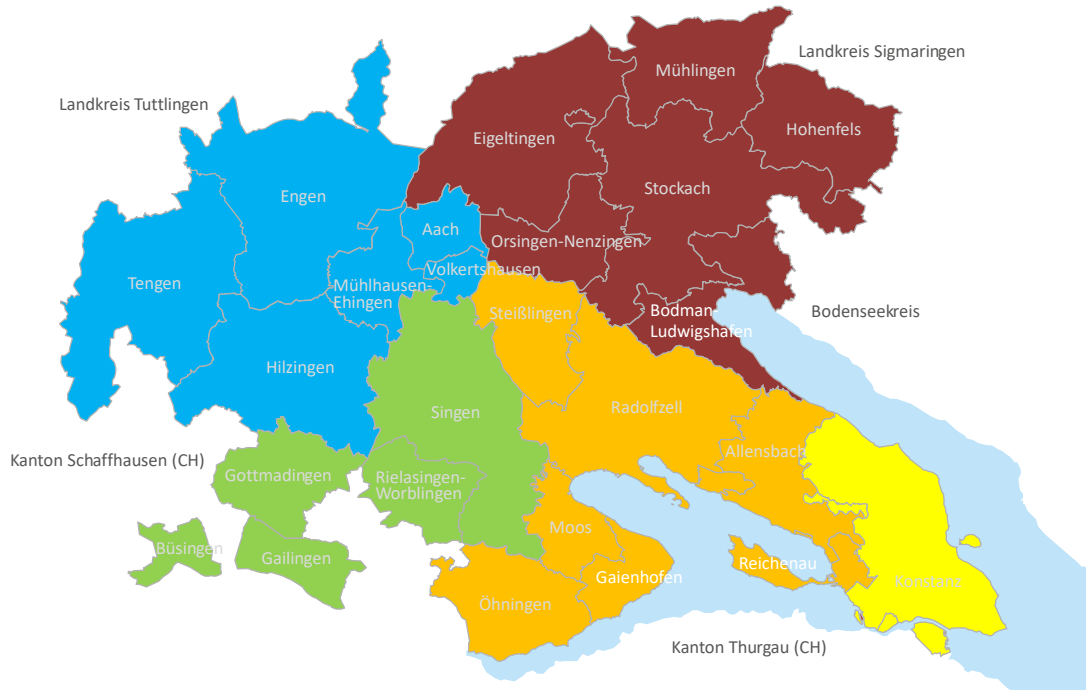 Landkreis Sigmaringen
Mühlingen
Landkreis Tuttlingen
Hohenfels
Eigeltingen
Stockach
Engen
Aach
Orsingen-Nenzingen
Volkertshausen
Tengen
Mühlhausen-
Ehingen
Steißlingen
Bodman-
Ludwigshafen
Bodenseekreis
Hilzingen
Radolfzell
Singen
Allensbach
Kanton Schaffhausen (CH)
Gottmadingen
Rielasingen-
Worblingen
Moos
Büsingen
Gailingen
Reichenau
Gaienhofen
Konstanz
Öhningen
Kanton Thurgau (CH)